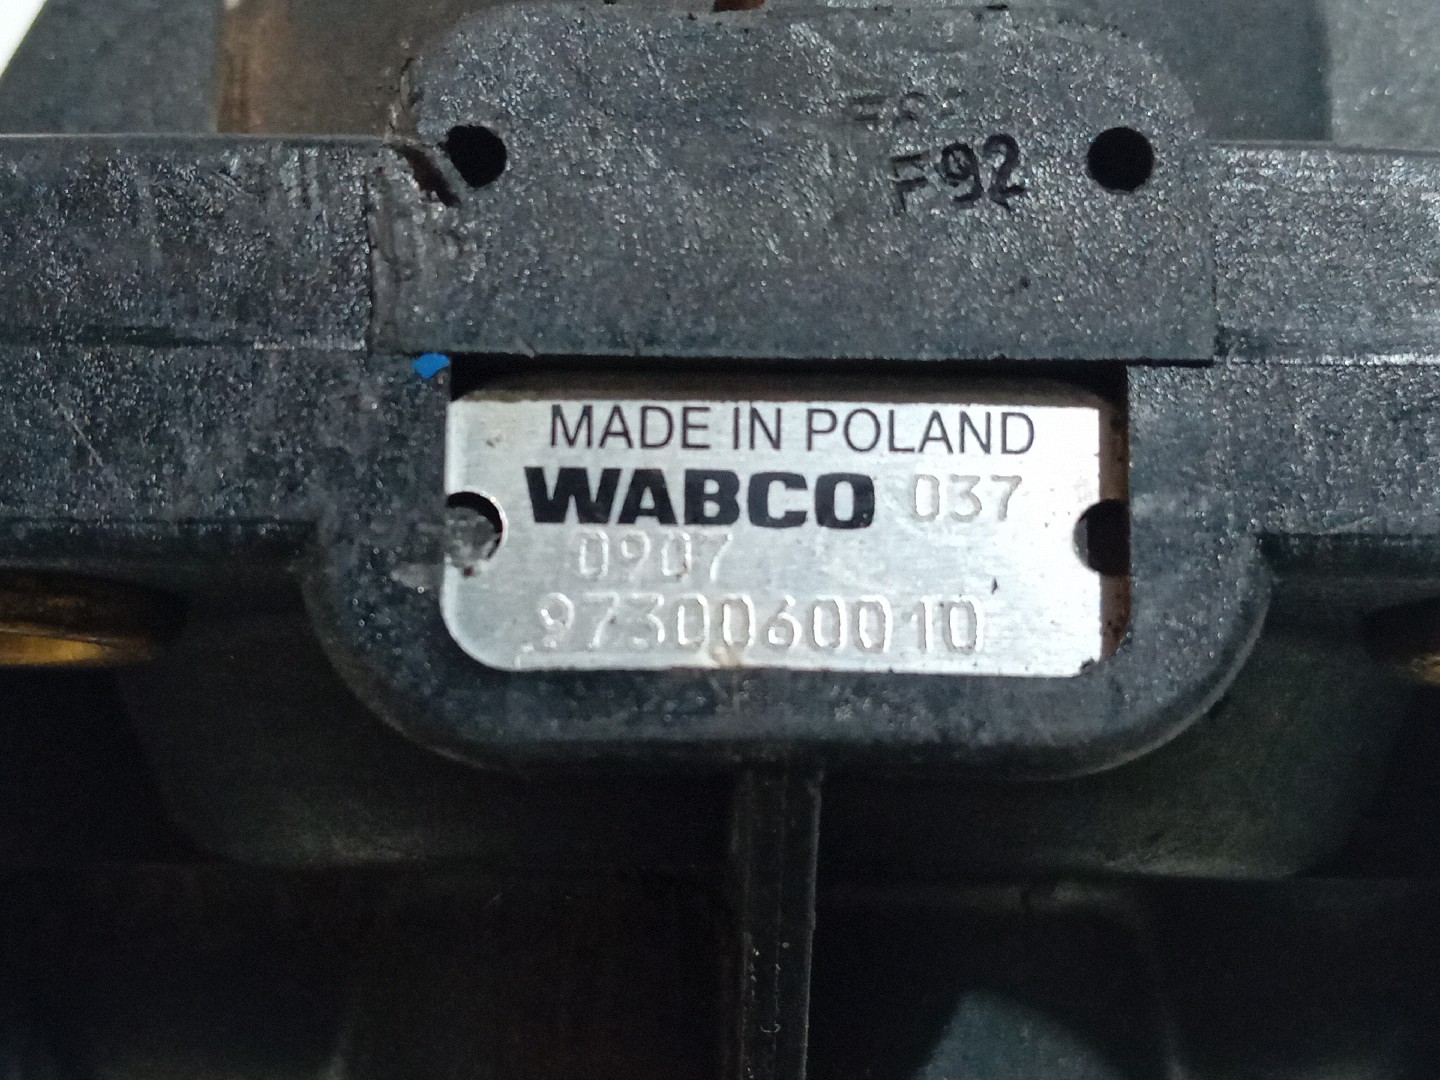 F92
MADE IN POLAND
WABCO 037
0907
9730060010